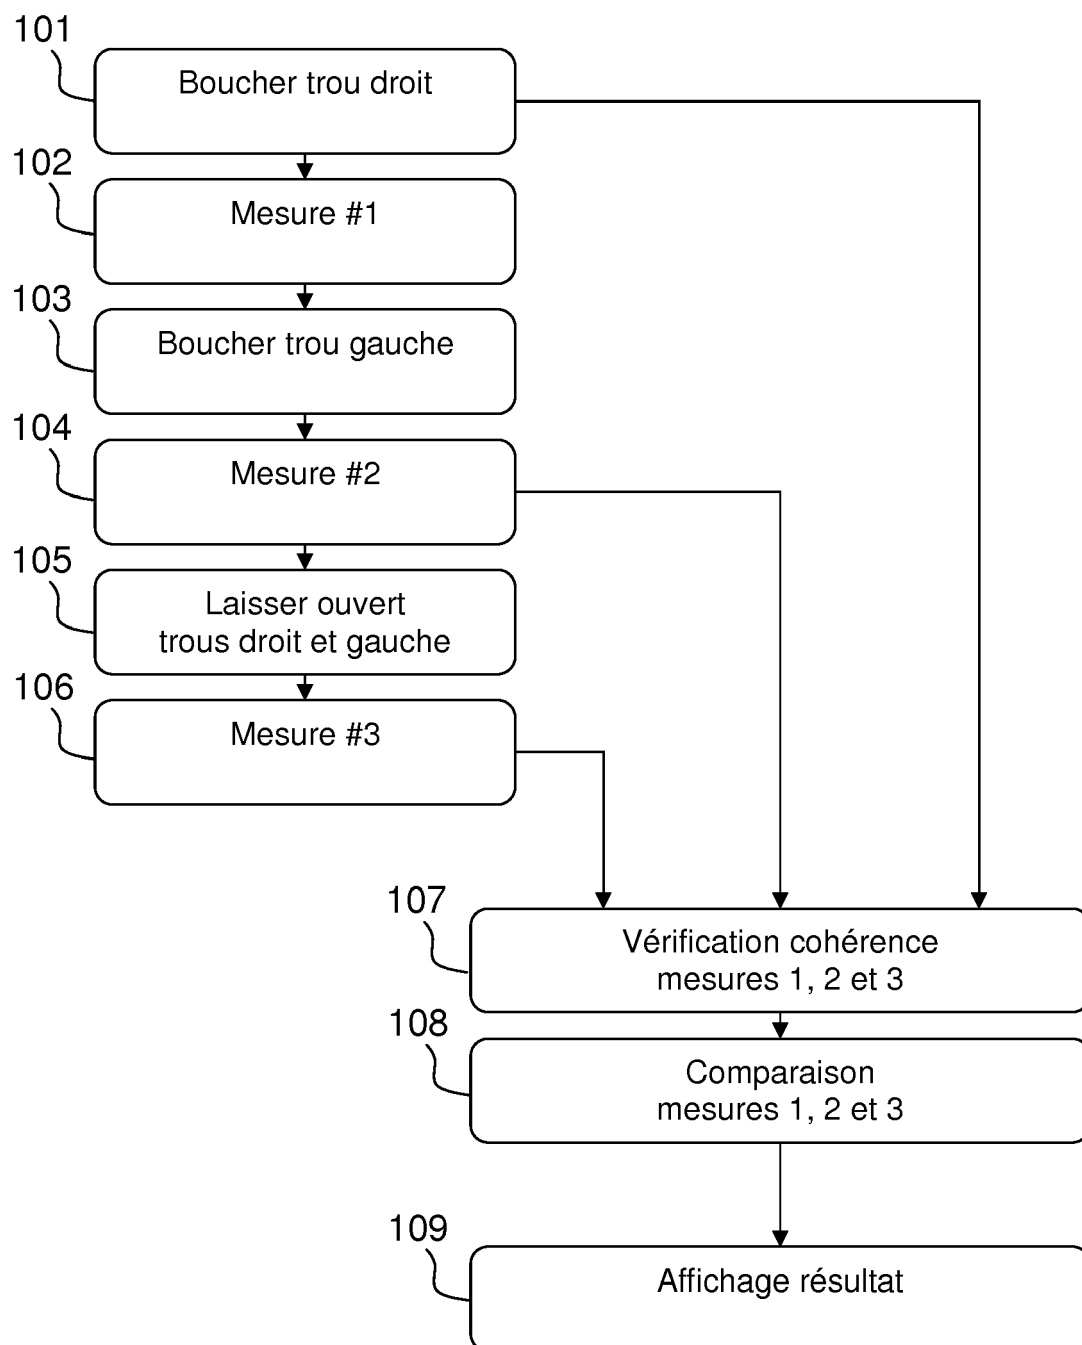 101
Boucher trou droit
102
Mesure #1
103
Boucher trou gauche
104
Mesure #2
105
Laisser ouvert
trous droit et gauche
106
Mesure #3
107
Vérification cohérence
mesures 1, 2 et 3
108
Comparaison
mesures 1, 2 et 3
109
Affichage résultat